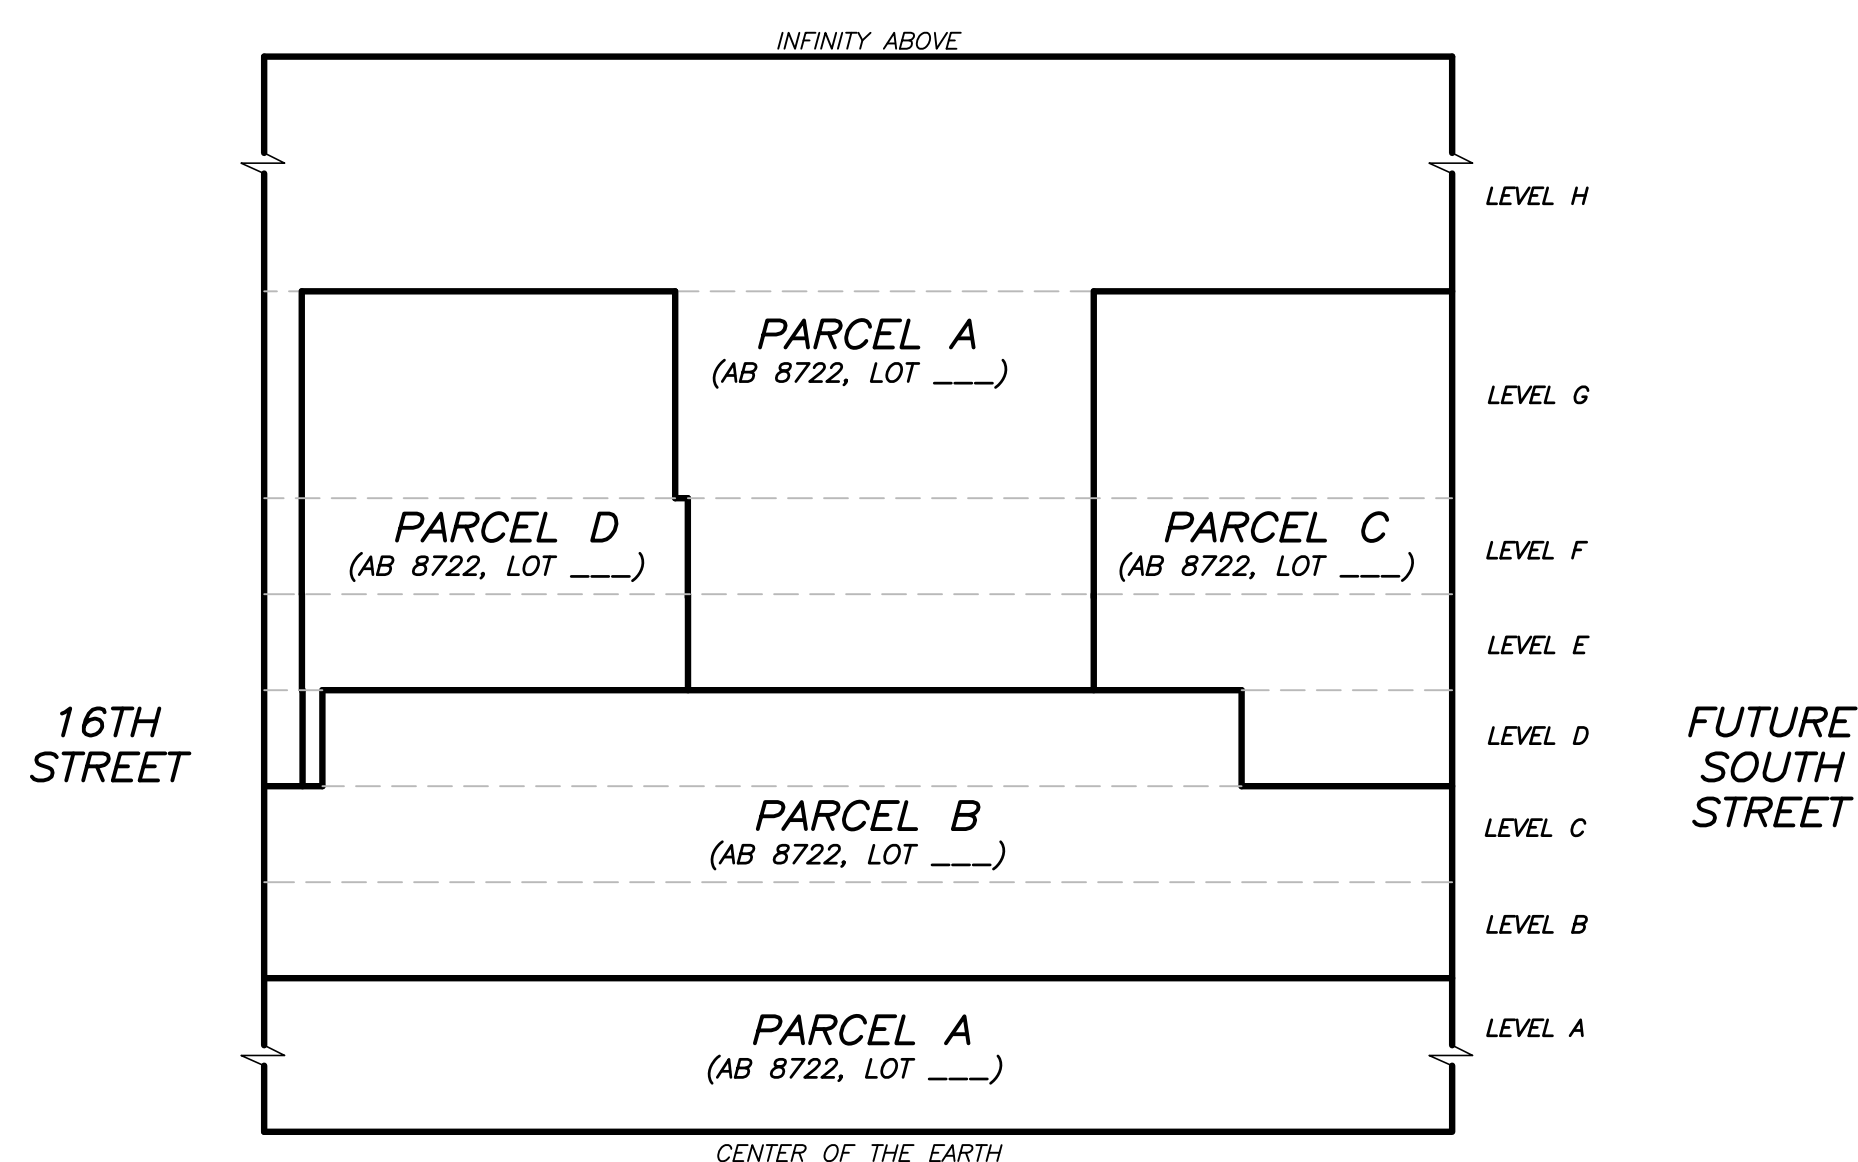 INFINITY ABOVE
LEVEL H
PARCEL A
(AB 8722, LOT ___)
LEVEL G
PARCEL D
(AB 8722, LOT ___)
PARCEL C
(AB 8722, LOT ___)
LEVEL F
LEVEL E
16TH
STREET
LEVEL D
FUTURE
SOUTH
STREET
PARCEL B
(AB 8722, LOT ___)
LEVEL C
LEVEL B
PARCEL A
(AB 8722, LOT ___)
LEVEL A
CENTER OF THE EARTH